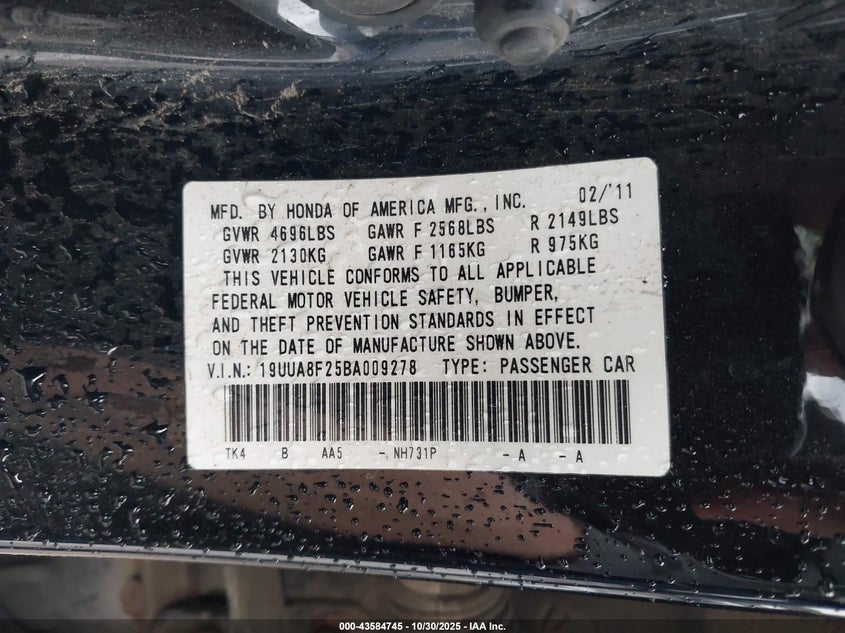 MFD. BY HONDA OF AMERICA MFG., INC. 02/'11
GVWR 4696LBS GAWR F 2568LBS R 2149LBS
GVWR 2130KG GAWR F 1165KG R 975KG
THIS VEHICLE CONFORMS TO ALL APPLICABLE
FEDERAL MOTOR VEHICLE SAFETY, BUMPER,
AND THEFT PREVENTION STANDARDS IN EFFECT
ON THE DATE OF MANUFACTURE SHOWN ABOVE.
V.I.N.: 19UUA8F25BA009278 TYPE: PASSENGER CAR
TK4 B AA5 - NH731P - A - A
000-43584745 - 10/30/2025 - IAA Inc.